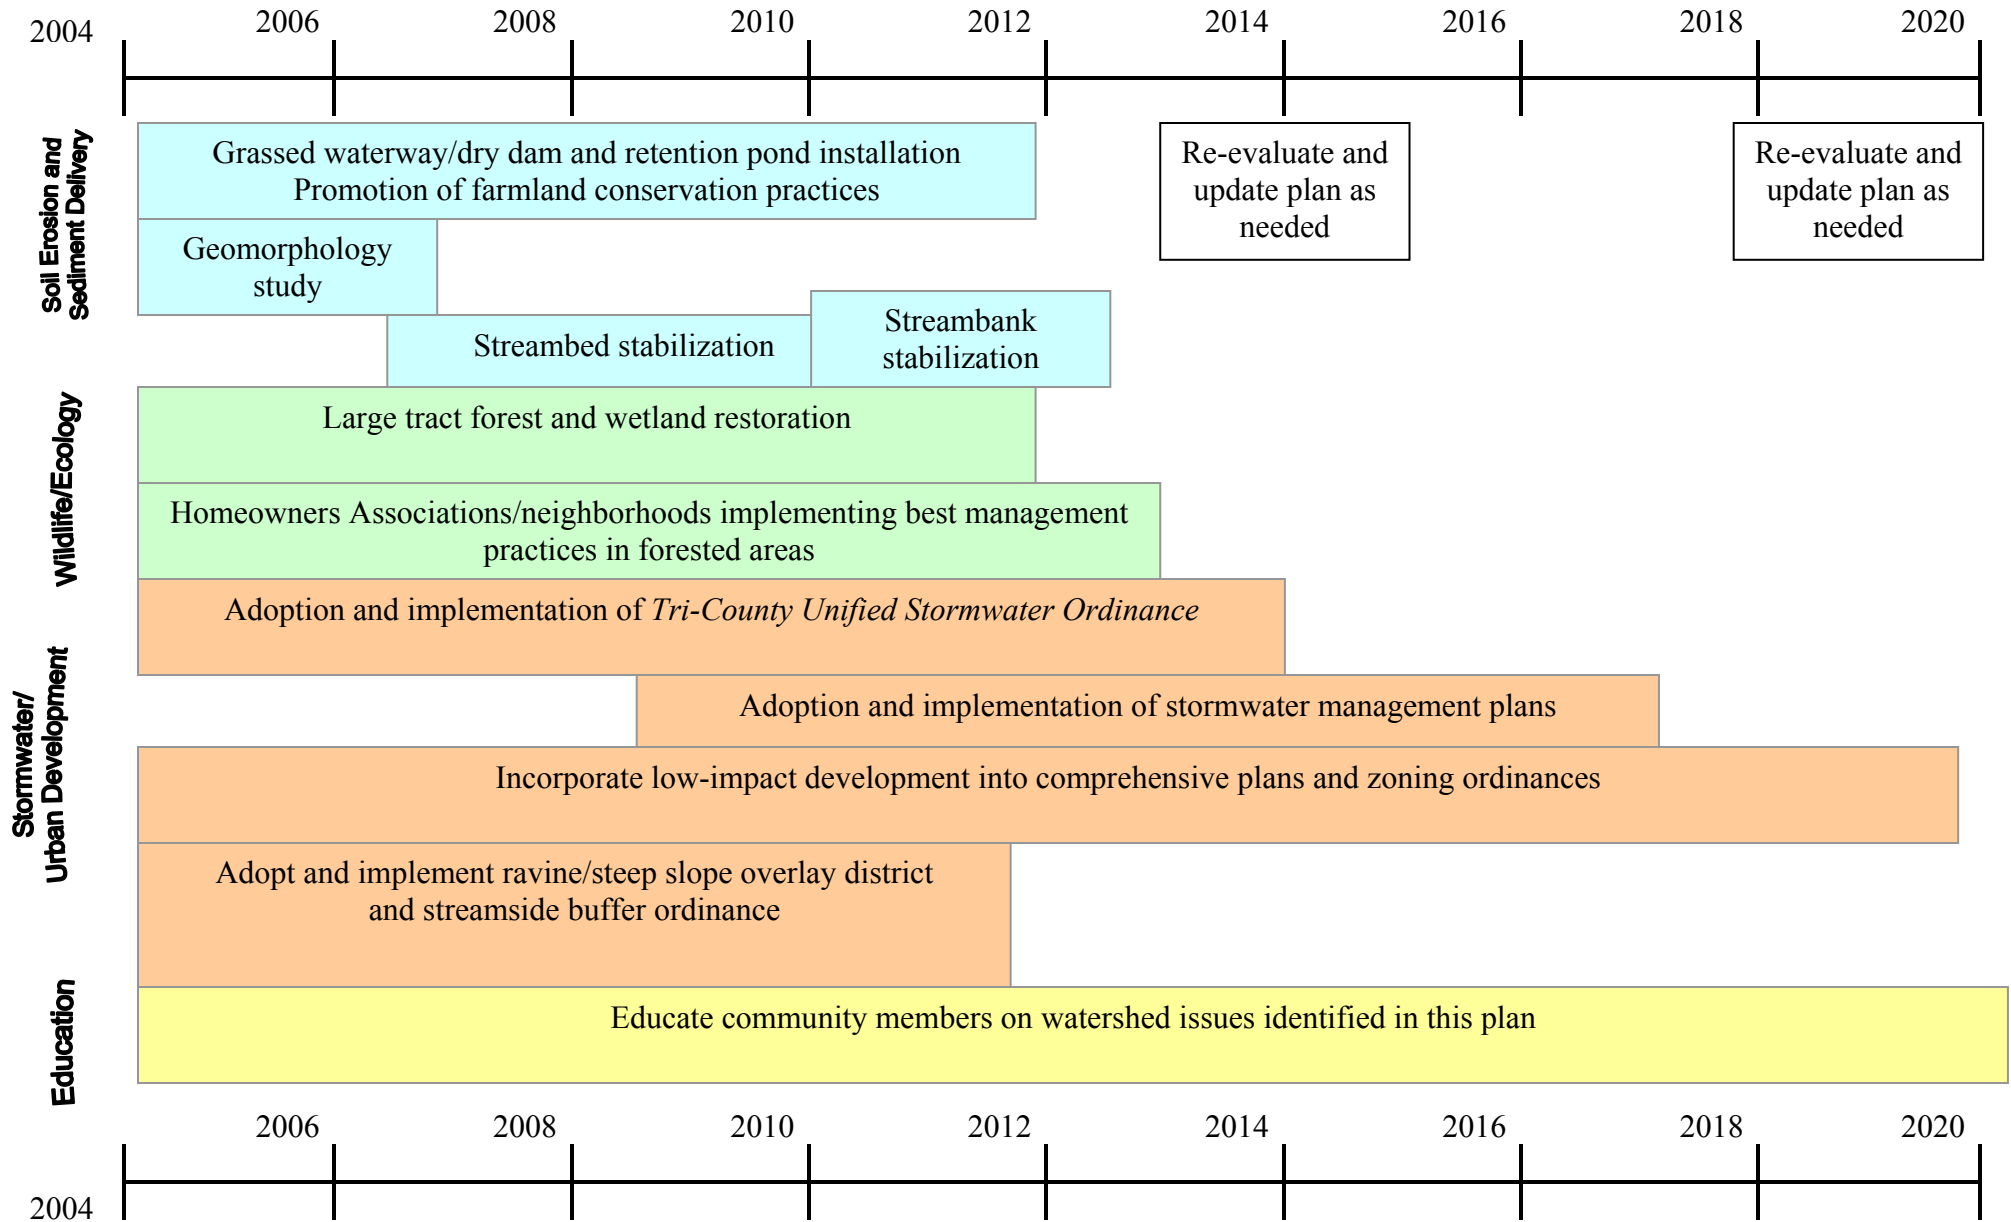 2004
2006
2008
2010
2012
2014
2016
2018
2020
Soil Erosion and
Sediment Delivery
Grassed waterway/dry dam and retention pond installation
Promotion of farmland conservation practices
Re-evaluate and
update plan as
needed
Re-evaluate and
update plan as
needed
Geomorphology
study
Streambed stabilization
Streambank
stabilization
Wildlife/Ecology
Large tract forest and wetland restoration
Homeowners Associations/neighborhoods implementing best management
practices in forested areas
Stormwater/
Urban Development
Adoption and implementation of Tri-County Unified Stormwater Ordinance
Adoption and implementation of stormwater management plans
Incorporate low-impact development into comprehensive plans and zoning ordinances
Adopt and implement ravine/steep slope overlay district
and streamside buffer ordinance
Education
Educate community members on watershed issues identified in this plan
2006
2008
2010
2012
2014
2016
2018
2020
2004